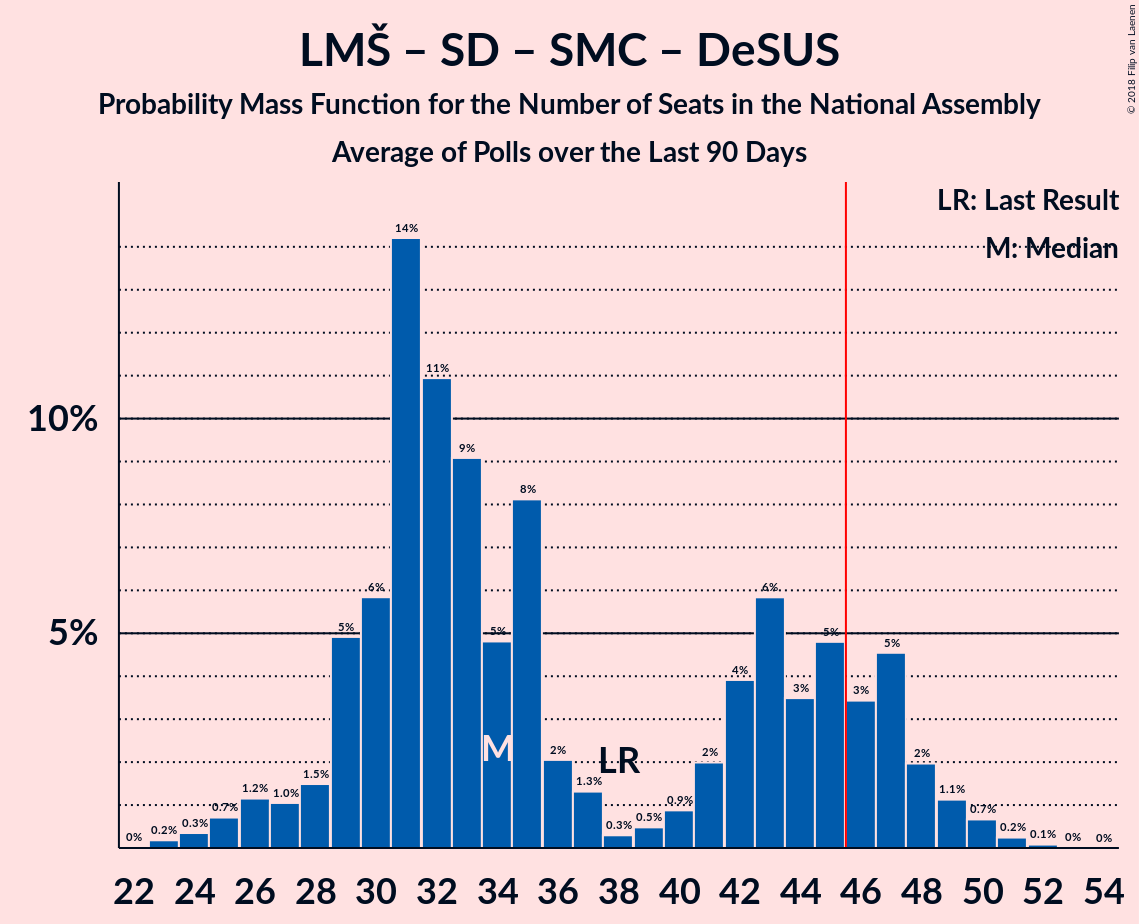 LMŠ – SD – SMC – DeSUS
Probability Mass Function for the Number of Seats in the National Assembly
Average of Polls over the Last 90 Days
© 2018 Filip van Laenen
LR: Last Result
M: Median
10%
5%
0% 0.2% 0.3% 0.7% 1.2% 1.0% 1.5% 5% 6% 14% 11% 9% 5% 8% 2% 1.3% 0.3% 0.5% 0.9% 2% 4% 6% 3% 5% 3% 5% 2% 1.1% 0.7% 0.2% 0.1% 0% 0%
M LR
22 24 26 28 30 32 34 36 38 40 42 44 46 48 50 52 54